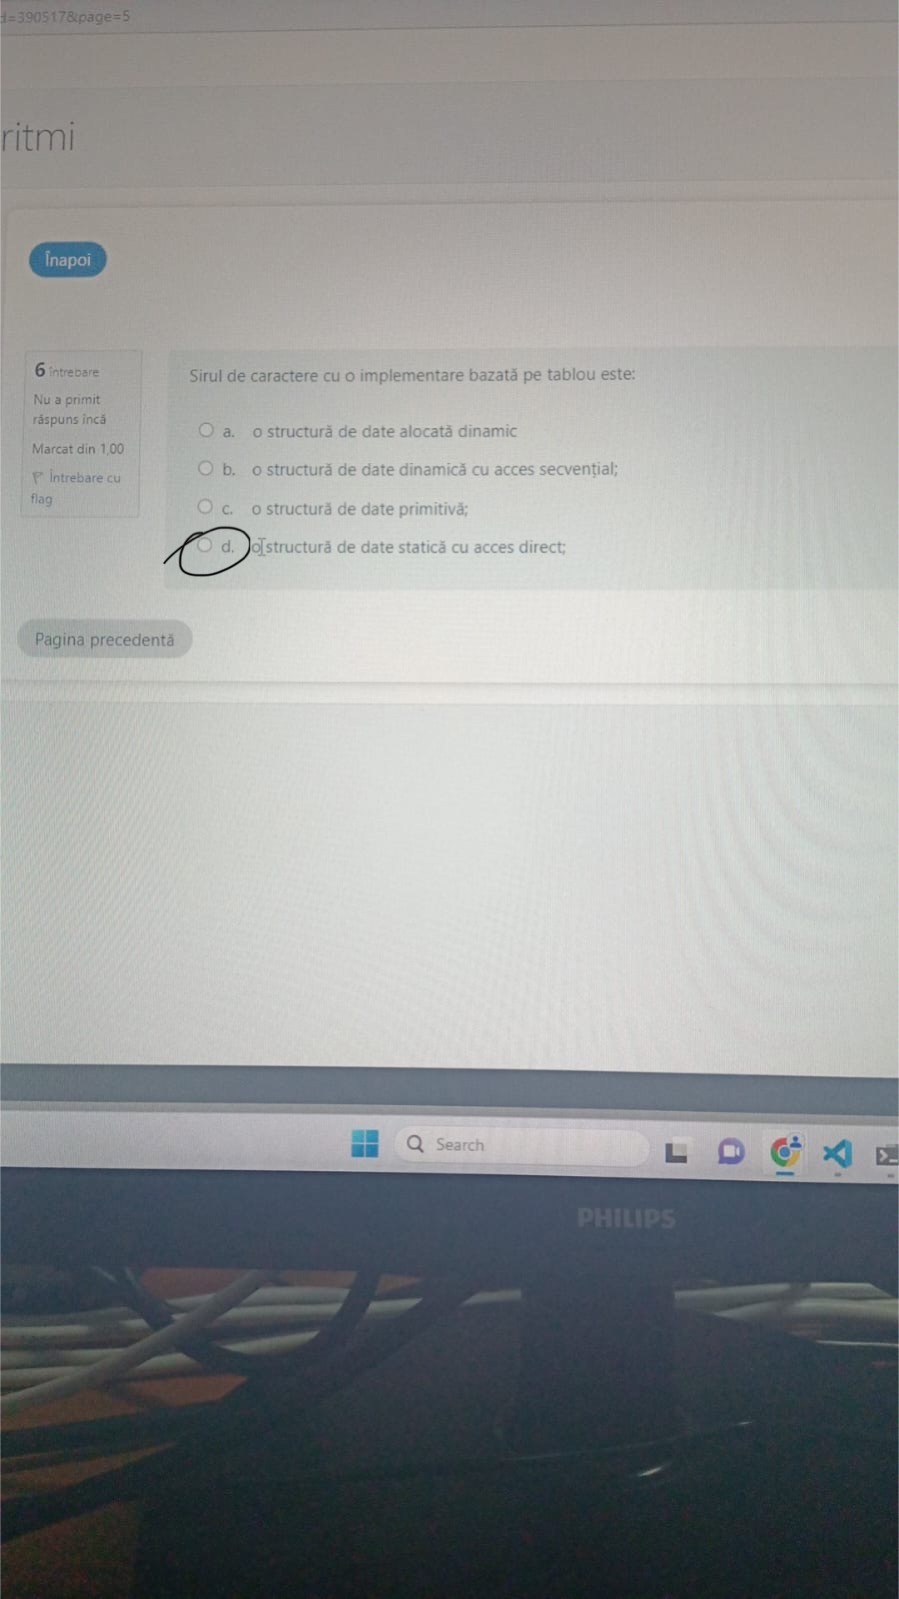 d=390517&page=5
ritmi
Înapoi
6 întrebare
Nu a primit
răspuns încă
Marcat din 1,00
Întrebare cu
flag
Sirul de caractere cu o implementare bazată pe tablou este:
a. o structură de date alocată dinamic
b. o structură de date dinamică cu acces secvențial;
c. o structură de date primitivă;
d. o structură de date statică cu acces direct;
Pagina precedentă
Search
PHILIPS